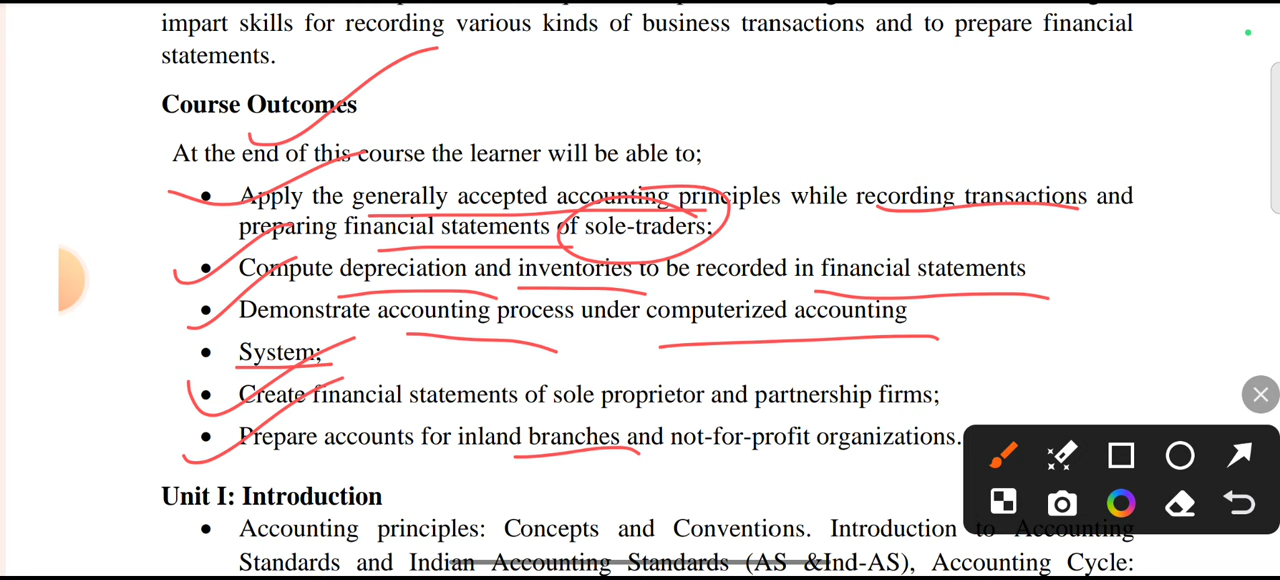 impart skills for recording various kinds of business transactions and to prepare financial
statements.
Course Outcomes
At the end of this course the learner will be able to;
• Apply the generally accepted accounting principles while recording transactions and
preparing financial statements of sole-traders;
• Compute depreciation and inventories to be recorded in financial statements
• Demonstrate accounting process under computerized accounting
• System;
• Create financial statements of sole proprietor and partnership firms;
• Prepare accounts for inland branches and not-for-profit organizations.
Unit I: Introduction
• Accounting principles: Concepts and Conventions. Introduction to Accounting
Standards and Indian Accounting Standards (AS &Ind-AS), Accounting Cycle: